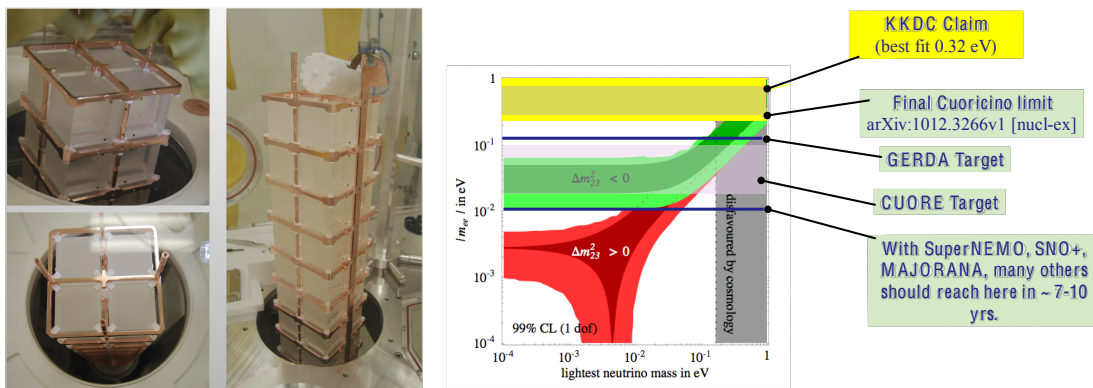 KKDC Claim
(best fit 0.32 eV)
Final Cuoricino limit
arXiv:1012.3266v1 [nucl-ex]
GERDA Target
CUORE Target
With SuperNEMO, SNO+,
MAJORANA, many others
should reach here in ~ 7-10
yrs.
1
10⁻¹
10⁻²
10⁻³
10⁻⁴
| mₑₑ | in eV
Δm²₂₃ < 0
Δm²₂₃ > 0
disfavoured by cosmology
99% CL (1 dof)
10⁻⁴ 10⁻³ 10⁻² 10⁻¹ 1
lightest neutrino mass in eV